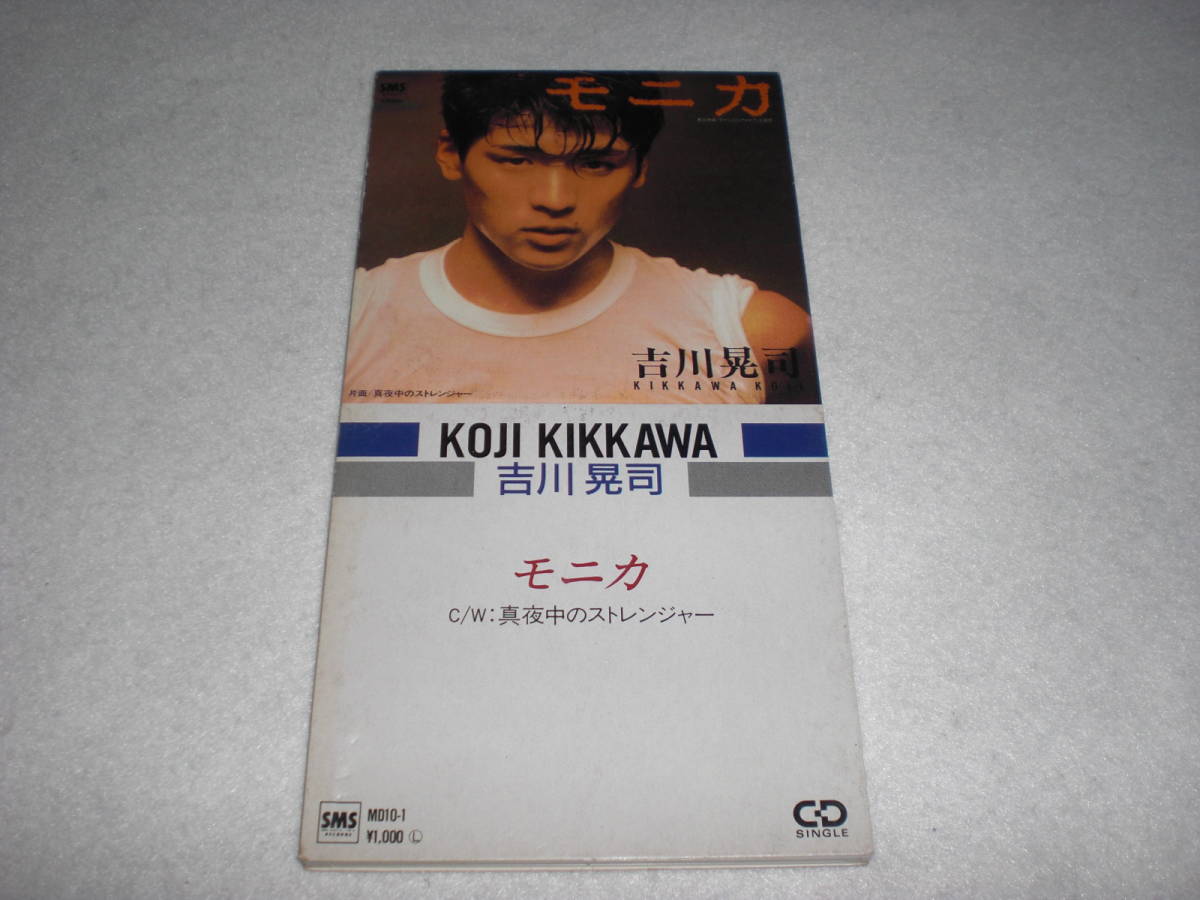 SMS
モニカ
吉川晃司
KIKKAWA KOJI
片面/真夜中のストレンジャー
KOJI KIKKAWA
吉川晃司
モニカ
C/W:真夜中のストレンジャー
SMS
RECORDS
MD10-1
¥1,000 Ⓛ
CD
SINGLE